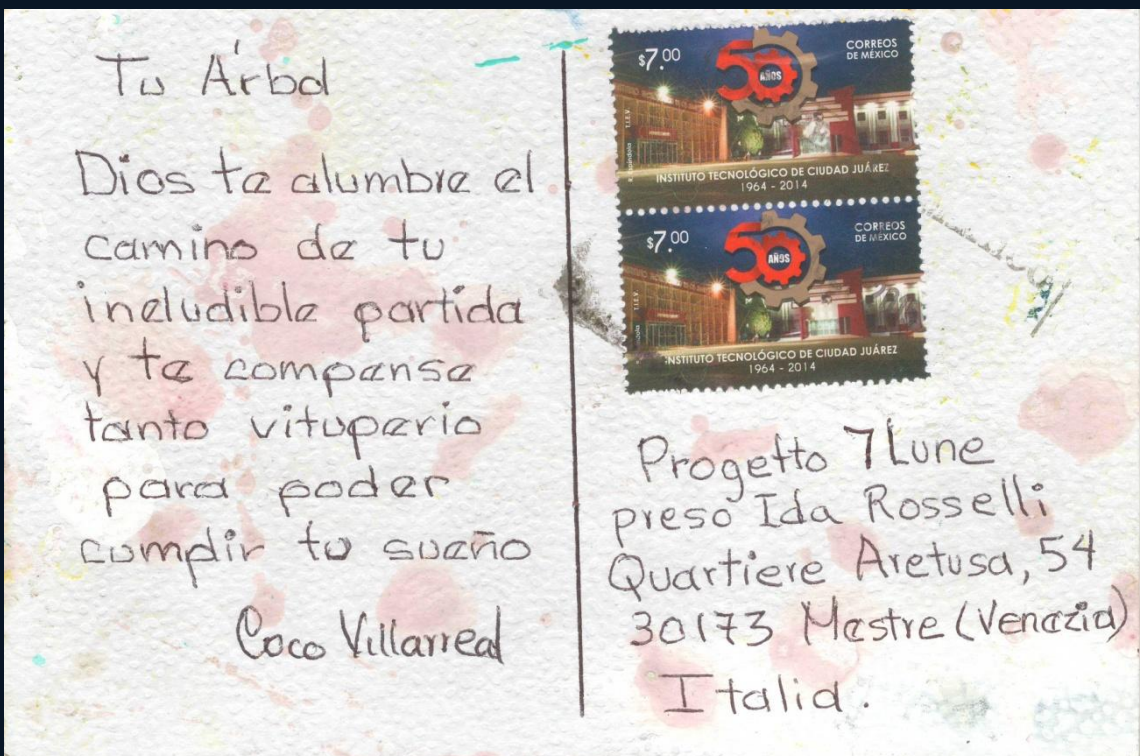 Tu Árbol
Dios te alumbre el
camino de tu
ineludible partida
y te compense
tanto vituperio
para poder
cumplir tu sueño
Coco Villarreal
$7.00
50
AÑOS
CORREOS
DE MÉXICO
INSTITUTO TECNOLÓGICO DE CIUDAD JUÁREZ
1964 - 2014
$7.00
50
AÑOS
CORREOS
DE MÉXICO
INSTITUTO TECNOLÓGICO DE CIUDAD JUÁREZ
1964 - 2014
Progetto 7 Lune
preso Ida Rosselli
Quartiere Aretusa, 54
30173 Mestre (Venezia)
Italia.